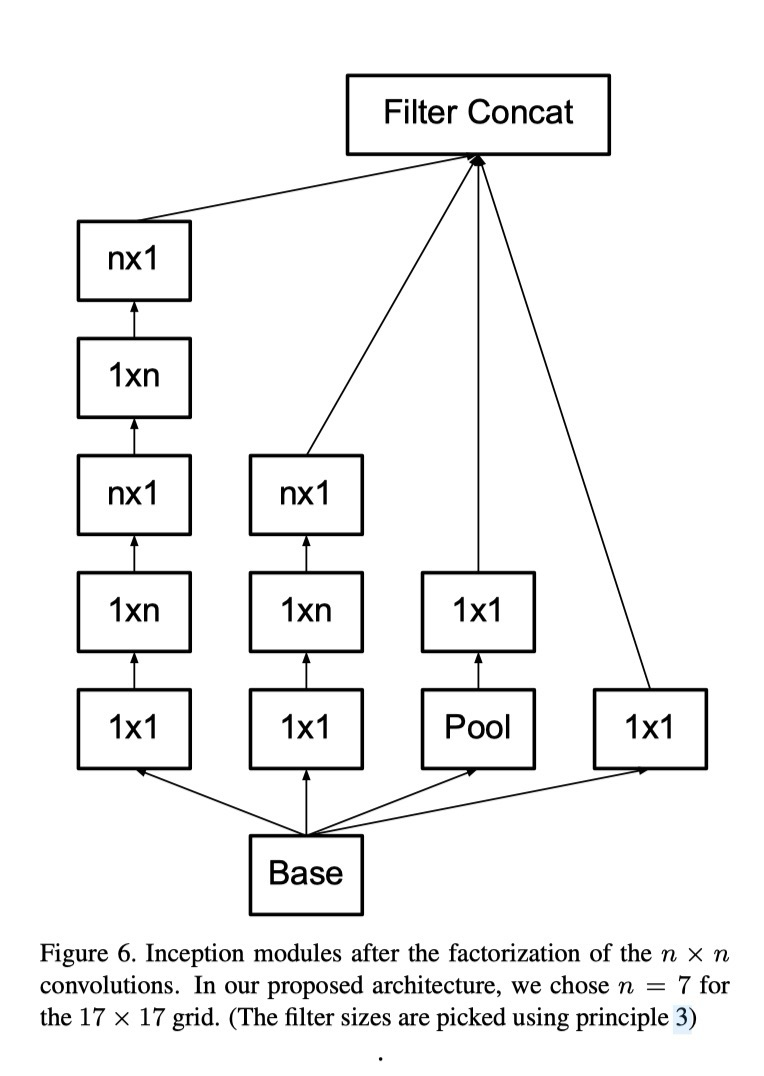 Filter Concat
nx1
1xn
nx1
nx1
1xn
1xn
1x1
1x1
1x1
Pool
1x1
Base
Figure 6. Inception modules after the factorization of the n × n
convolutions. In our proposed architecture, we chose n = 7 for
the 17 × 17 grid. (The filter sizes are picked using principle 3)
.